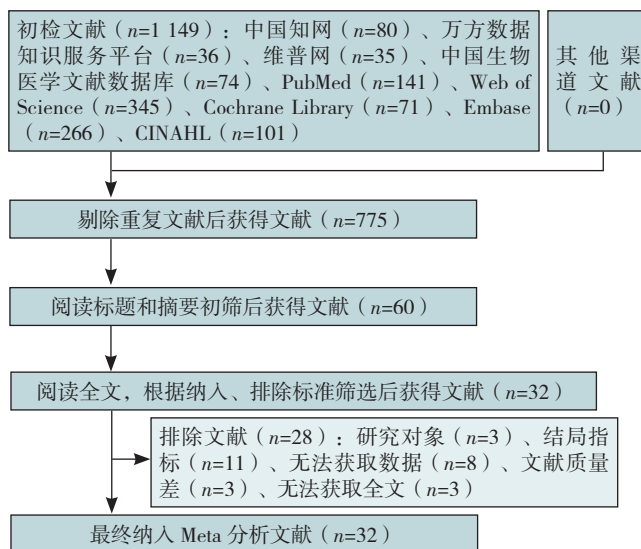 初检文献（n=1 149）：中国知网（n=80）、万方数据
知识服务平台（n=36）、维普网（n=35）、中国生物
医学文献数据库（n=74）、PubMed（n=141）、Web of
Science（n=345）、Cochrane Library（n=71）、Embase
（n=266）、CINAHL（n=101）
其他渠
道文献
（n=0）
剔除重复文献后获得文献（n=775）
阅读标题和摘要初筛后获得文献（n=60）
阅读全文，根据纳入、排除标准筛选后获得文献（n=32）
排除文献（n=28）：研究对象（n=3）、结局指
标（n=11）、无法获取数据（n=8）、文献质量
差（n=3）、无法获取全文（n=3）
最终纳入 Meta 分析文献（n=32）